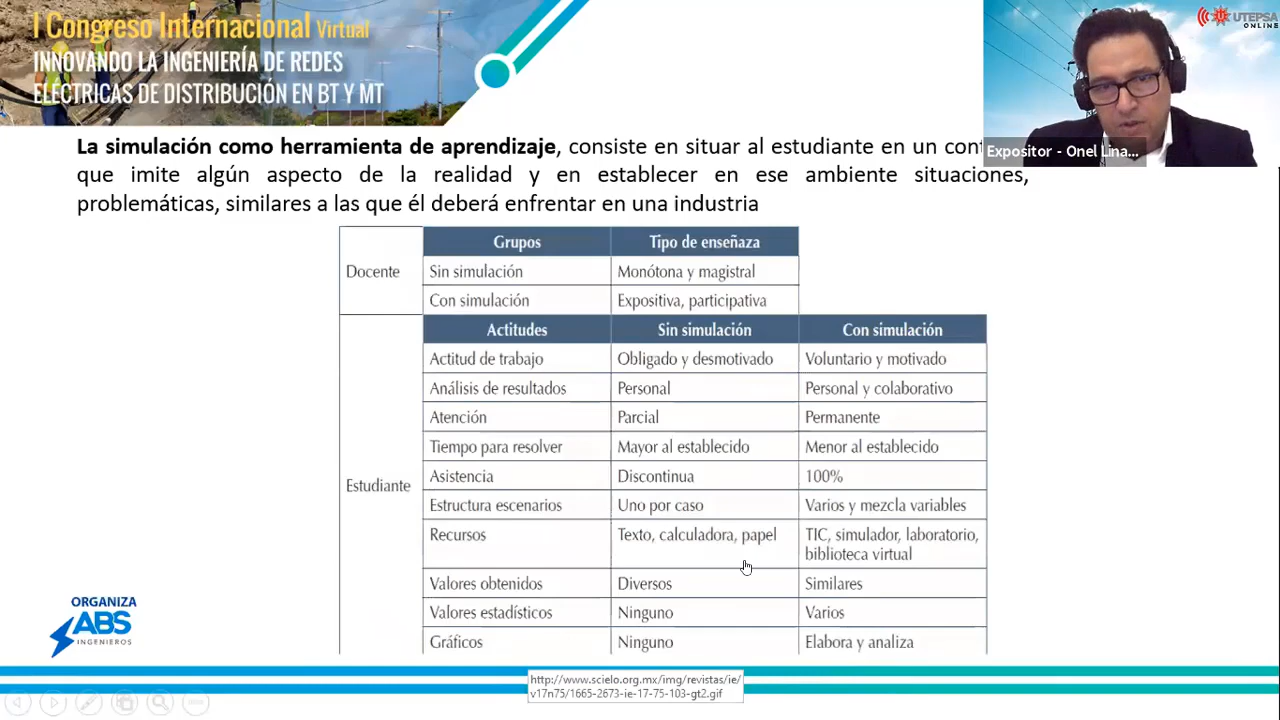 I Congreso Internacional Virtual
INNOVANDO LA INGENIERÍA DE REDES
ELÉCTRICAS DE DISTRIBUCIÓN EN BT Y MT
UTEPSA
ONLINE
Expositor - Onel Lina...
La simulación como herramienta de aprendizaje, consiste en situar al estudiante en un
que imite algún aspecto de la realidad y en establecer en ese ambiente situaciones,
problemáticas, similares a las que él deberá enfrentar en una industria
Grupos Tipo de enseñaza
Docente
Sin simulación Monótona y magistral
Con simulación Expositiva, participativa
Actitudes Sin simulación Con simulación
Actitud de trabajo Obligado y desmotivado Voluntario y motivado
Análisis de resultados Personal Personal y colaborativo
Atención Parcial Permanente
Tiempo para resolver Mayor al establecido Menor al establecido
Asistencia Discontinua 100%
Estudiante
Estructura escenarios Uno por caso Varios y mezcla variables
Recursos Texto, calculadora, papel TIC, simulador, laboratorio,
biblioteca virtual
Valores obtenidos Diversos Similares
Valores estadísticos Ninguno Varios
Gráficos Ninguno Elabora y analiza
ORGANIZA
ABS
INGENIEROS
http://www.scielo.org.mx/img/revistas/ie/
v17n75/1665-2673-ie-17-75-103-gt2.gif